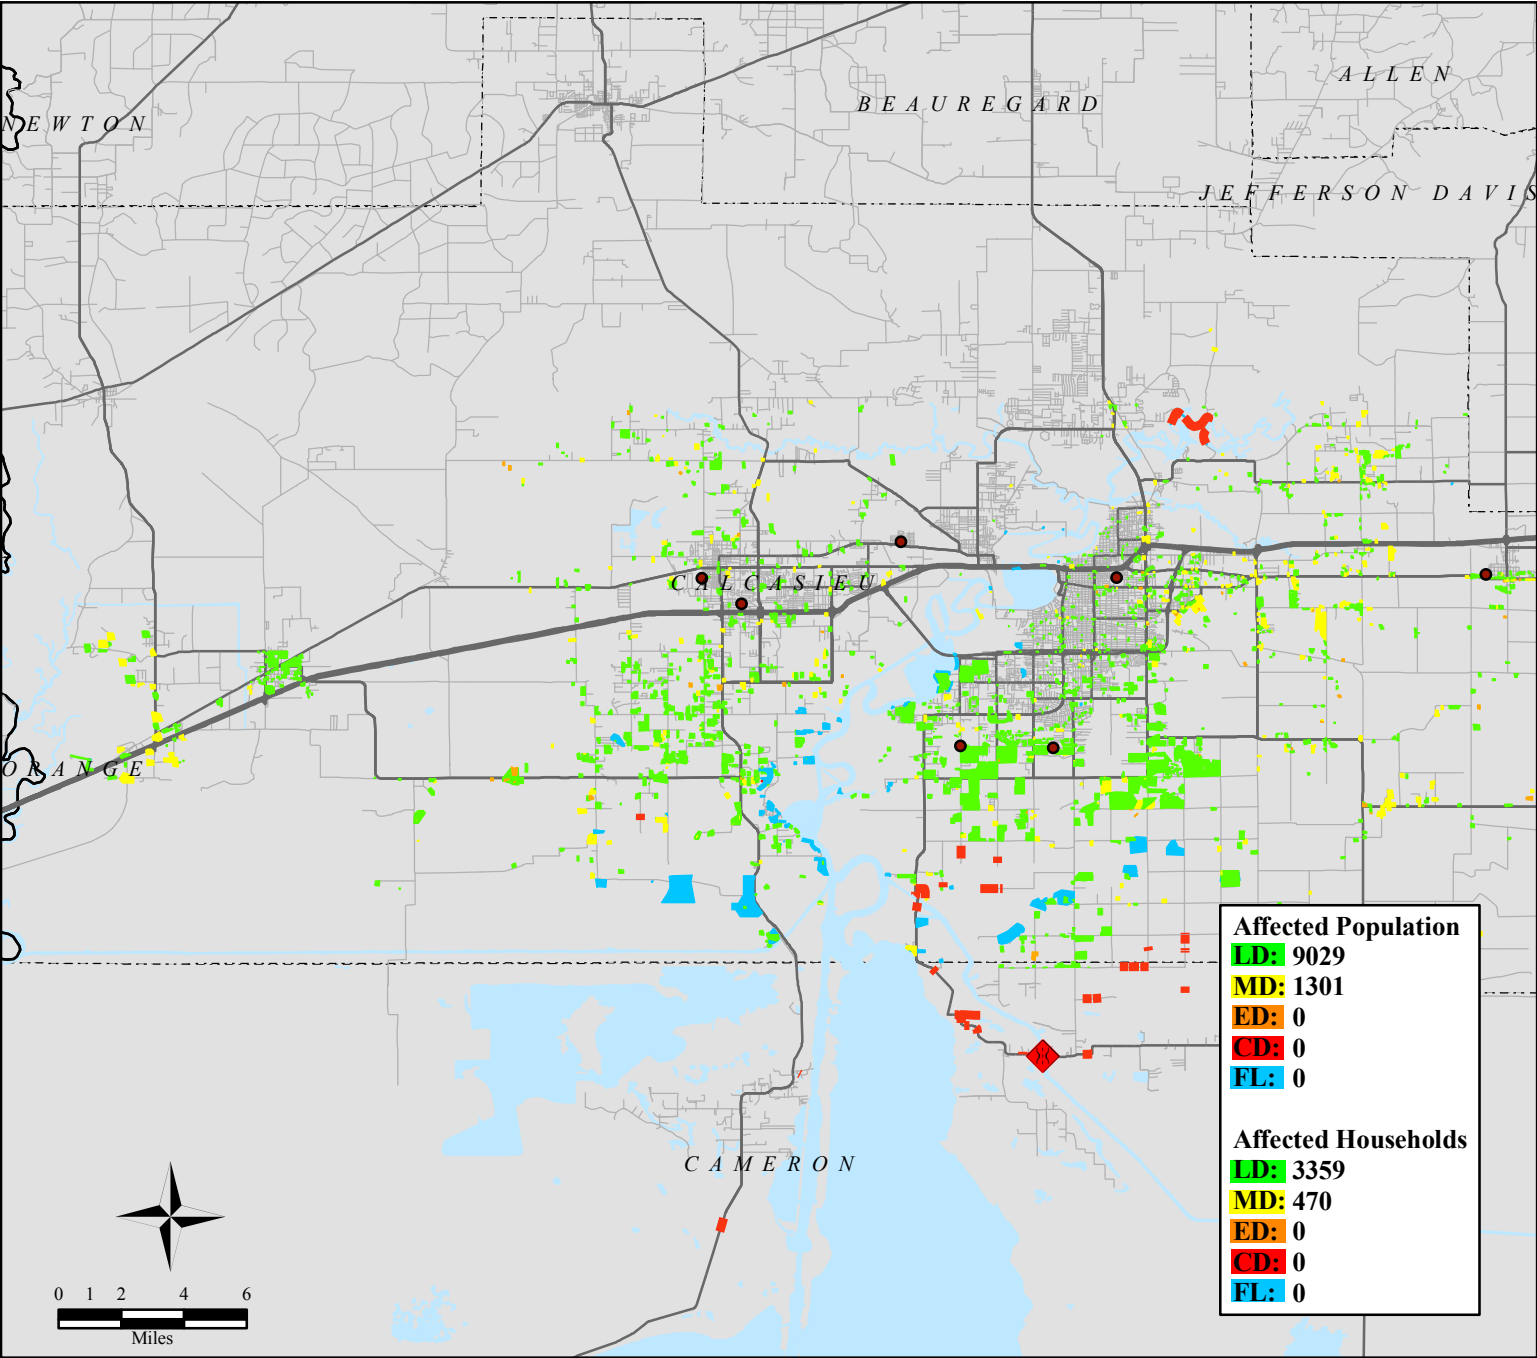 ALLEN
BEAUREGARD
NEWTON
JEFFERSON DAVIS
CALCASIEU
ORANGE
Affected Population
LD: 9029
MD: 1301
ED: 0
CD: 0
FL: 0
Affected Households
LD: 3359
MD: 470
ED: 0
CD: 0
FL: 0
CAMERON
0 1 2 4 6
Miles